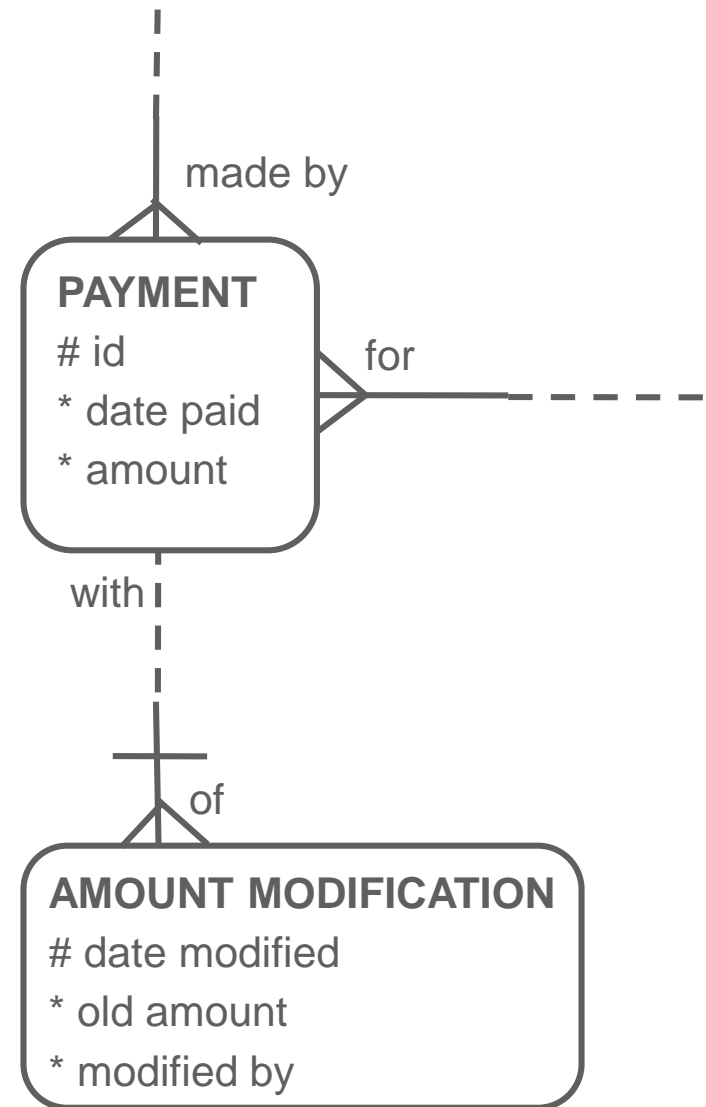 made by
PAYMENT
# id
* date paid
* amount
for
with
of
AMOUNT MODIFICATION
# date modified
* old amount
* modified by